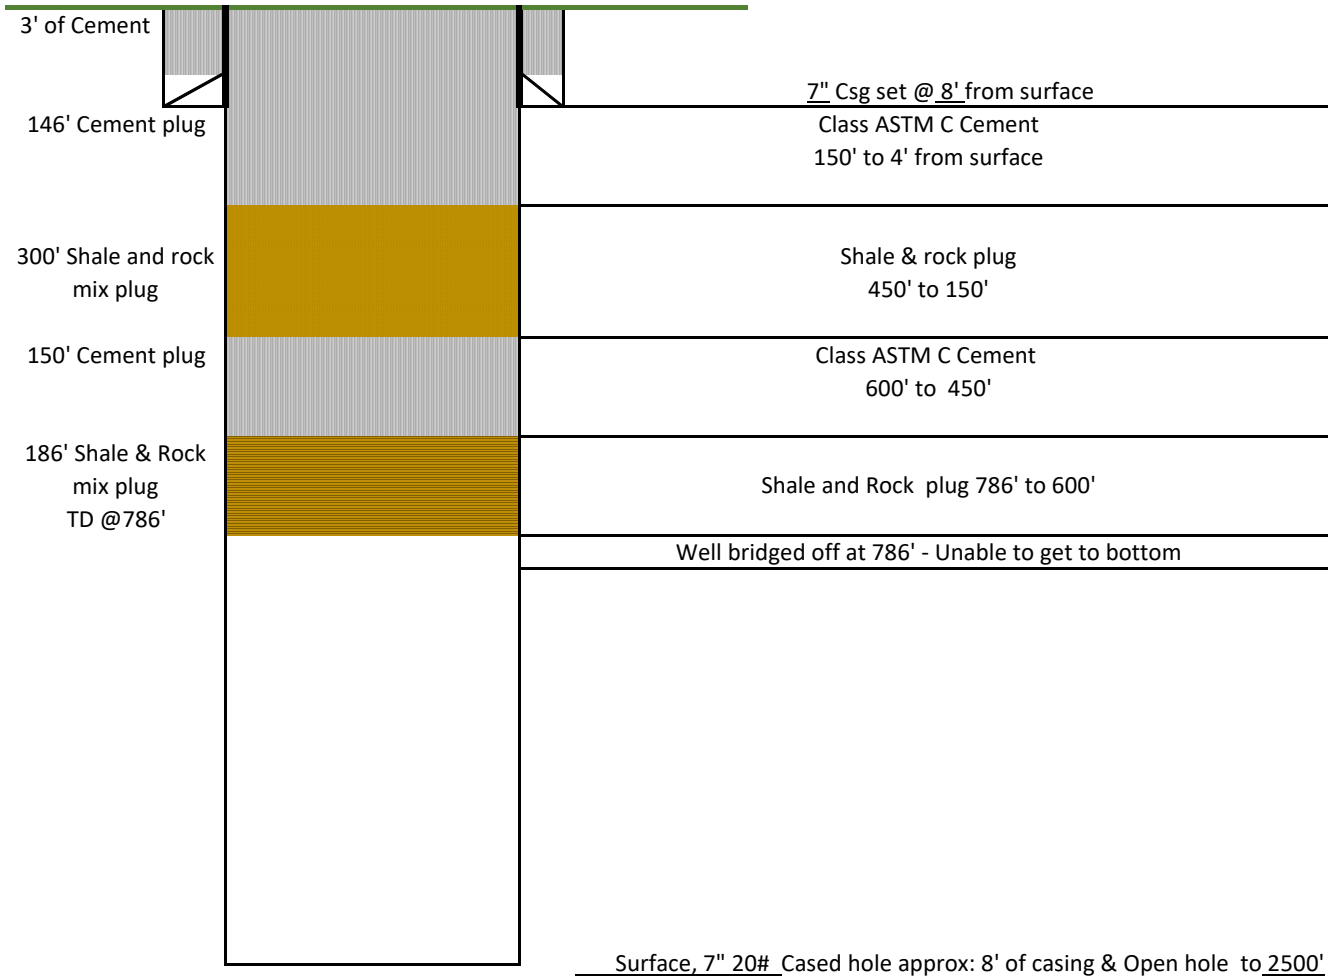 3' of Cement
7" Csg set @ 8' from surface
146' Cement plug
Class ASTM C Cement
150' to 4' from surface
300' Shale and rock
mix plug
Shale & rock plug
450' to 150'
150' Cement plug
Class ASTM C Cement
600' to  450'
186' Shale & Rock
mix plug
TD @786'
Shale and Rock  plug 786' to 600'
Well bridged off at 786' - Unable to get to bottom
Surface, 7" 20#  Cased hole approx: 8' of casing & Open hole  to 2500'